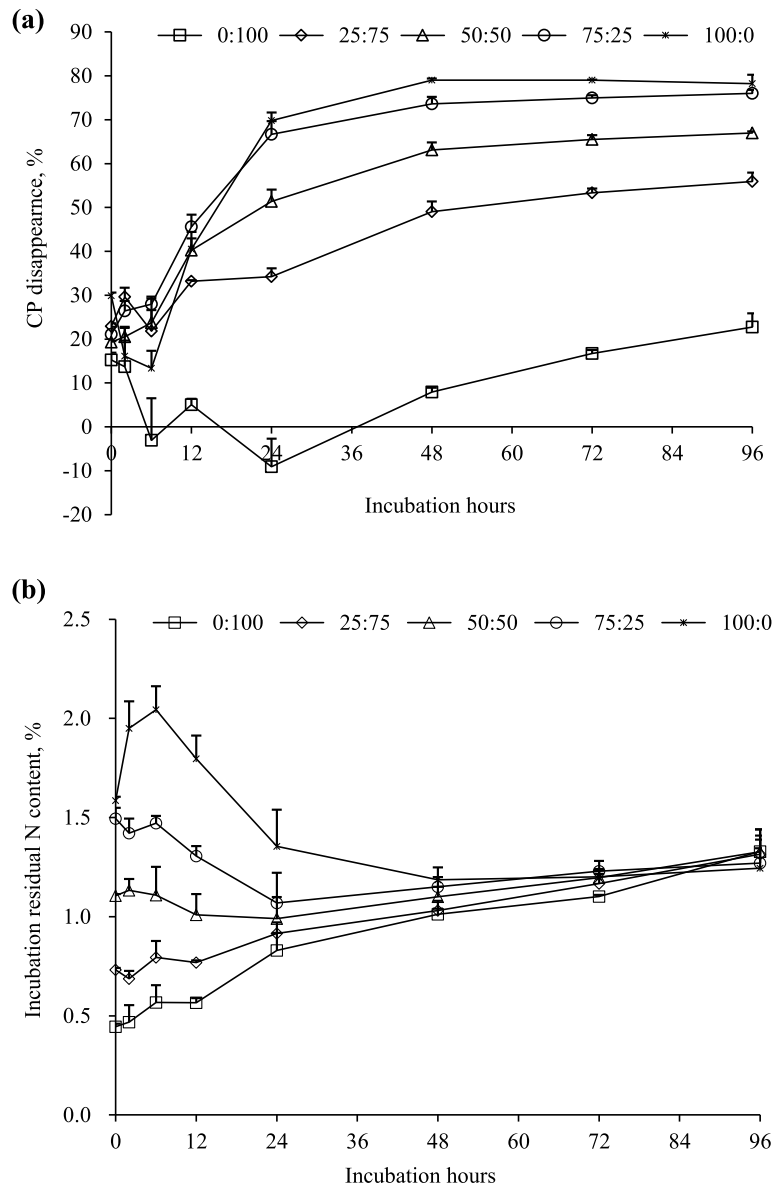 (a)
90
0:100 25:75 50:50 75:25 100:0
80
70
60
50
40
30
20
10
0
-10
-20
CP disappearnce, %
0 12 24 36 48 60 72 84 96
Incubation hours
(b)
2.5
0:100 25:75 50:50 75:25 100:0
2.0
1.5
1.0
0.5
0.0
Incubation residual N content, %
0 12 24 36 48 60 72 84 96
Incubation hours